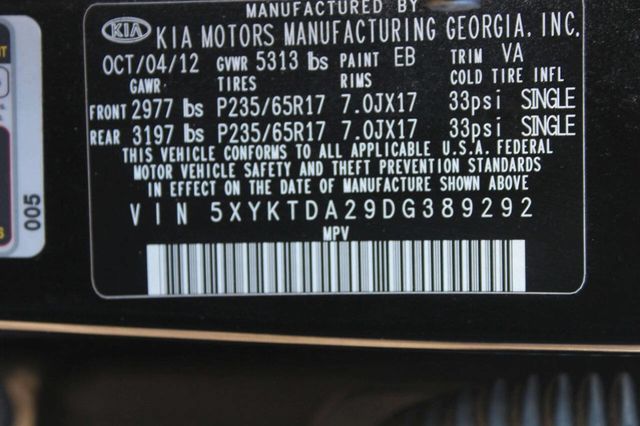 MANUFACTURED BY
KIA KIA MOTORS MANUFACTURING GEORGIA, INC.
OCT/04/12 GVWR 5313 lbs PAINT EB TRIM VA
GAWR TIRES RIMS COLD TIRE INFL
FRONT 2977 lbs P235/65R17 7.0JX17 33psi SINGLE
REAR 3197 lbs P235/65R17 7.0JX17 33psi SINGLE
THIS VEHICLE CONFORMS TO ALL APPLICABLE U.S.A. FEDERAL
MOTOR VEHICLE SAFETY AND THEFT PREVENTION STANDARDS
IN EFFECT ON THE DATE OF MANUFACTURE SHOWN ABOVE
VIN 5XYKTDA29DG389292
MPV
005